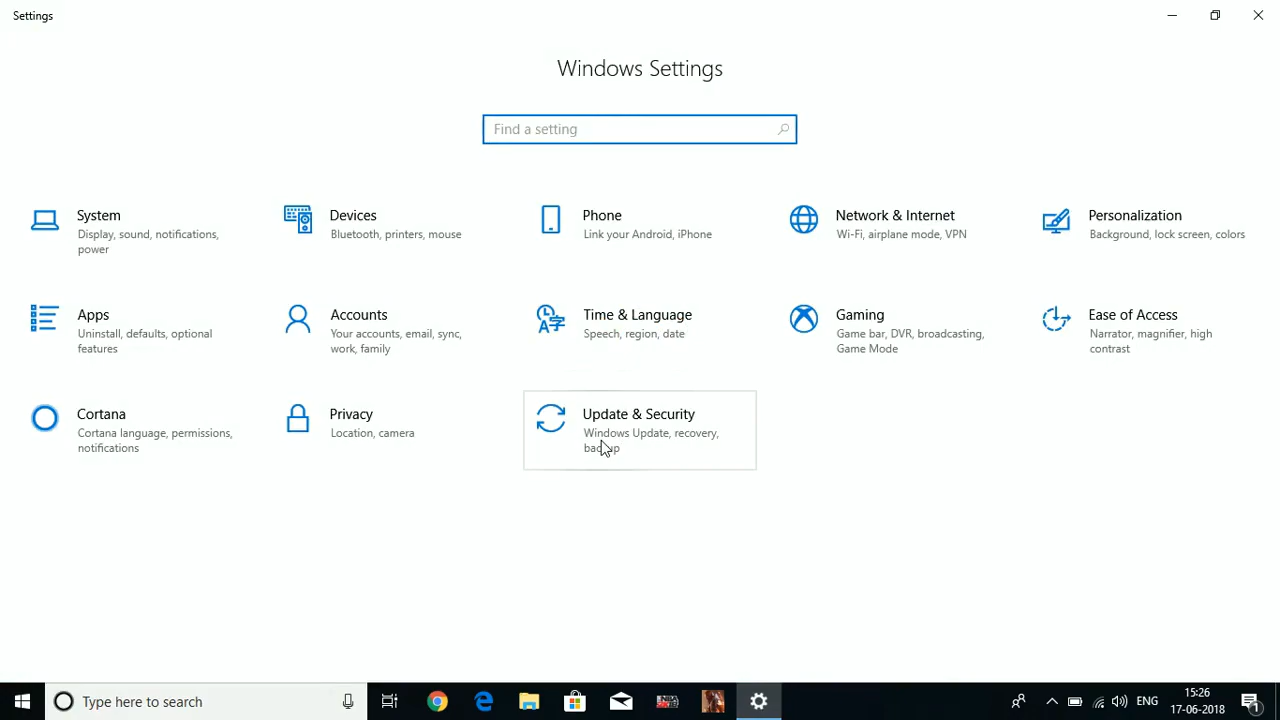 Settings
Windows Settings
Find a setting
System
Display, sound, notifications,
power
Devices
Bluetooth, printers, mouse
Phone
Link your Android, iPhone
Network & Internet
Wi-Fi, airplane mode, VPN
Personalization
Background, lock screen, colors
Apps
Uninstall, defaults, optional
features
Accounts
Your accounts, email, sync,
work, family
Time & Language
Speech, region, date
Gaming
Game bar, DVR, broadcasting,
Game Mode
Ease of Access
Narrator, magnifier, high
contrast
Cortana
Cortana language, permissions,
notifications
Privacy
Location, camera
Update & Security
Windows Update, recovery,
backup
Type here to search
ENG
15:26
17-06-2018
1